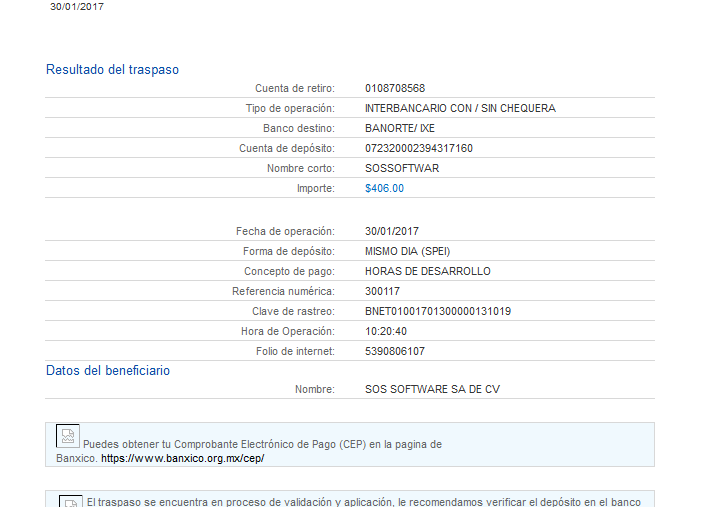 30/01/2017
Resultado del traspaso
Cuenta de retiro: 0108708568
Tipo de operación: INTERBANCARIO CON / SIN CHEQUERA
Banco destino: BANORTE/ IXE
Cuenta de depósito: 072320002394317160
Nombre corto: SOSSOFTWAR
Importe: $406.00
Fecha de operación: 30/01/2017
Forma de depósito: MISMO DIA (SPEI)
Concepto de pago: HORAS DE DESARROLLO
Referencia numérica: 300117
Clave de rastreo: BNET01001701300000131019
Hora de Operación: 10:20:40
Folio de internet: 5390806107
Datos del beneficiario
Nombre: SOS SOFTWARE SA DE CV
Puedes obtener tu Comprobante Electrónico de Pago (CEP) en la pagina de
Banxico. https://www.banxico.org.mx/cep/
El traspaso se encuentra en proceso de validación y aplicación, le recomendamos verificar el depósito en el banco